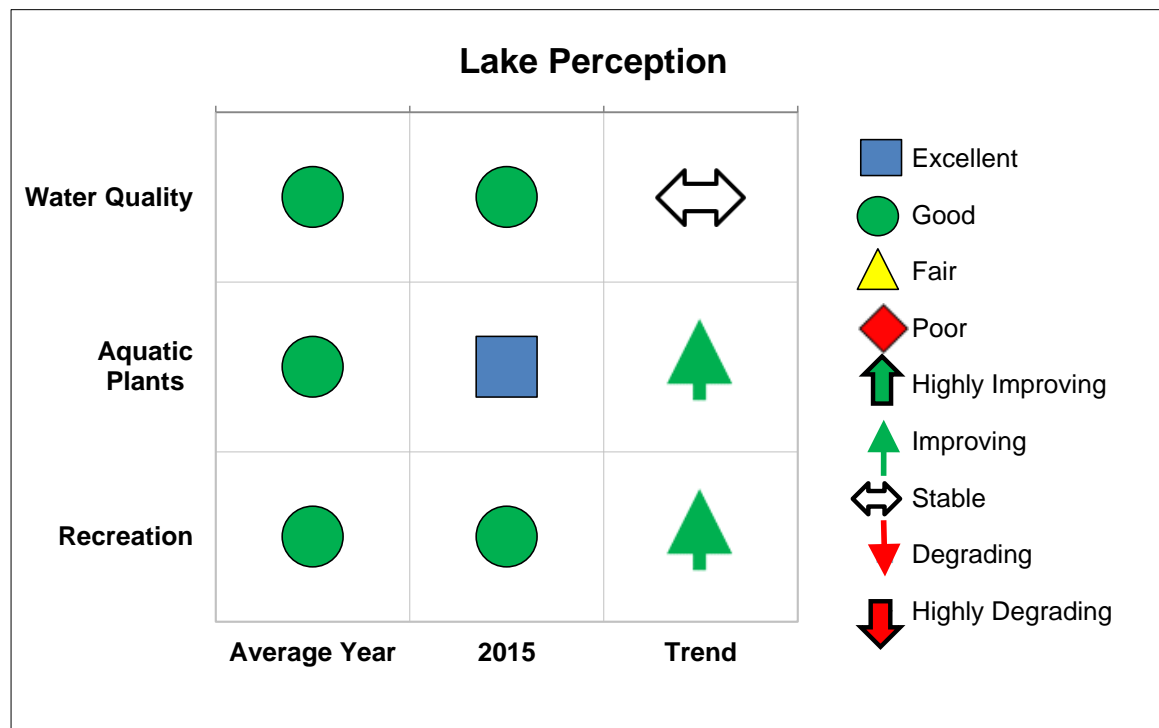 Lake Perception
Water Quality
Aquatic
Plants
Recreation
Average Year
2015
Trend
Excellent
Good
Fair
Poor
Highly Improving
Improving
Stable
Degrading
Highly Degrading